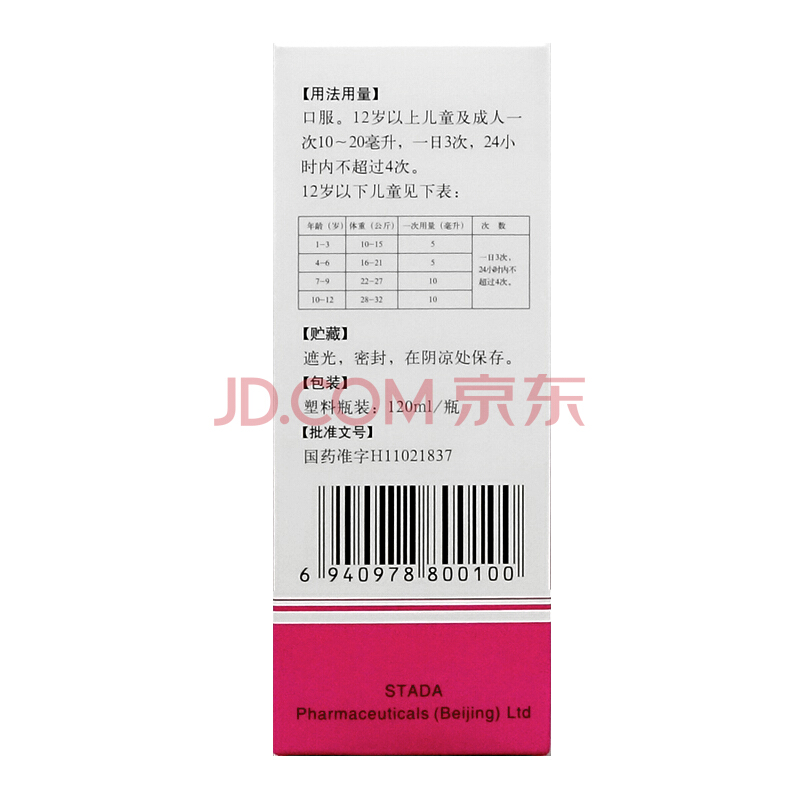 【用法用量】
口服。12岁以上儿童及成人一
次10～20毫升，一日3次，24小
时内不超过4次。
12岁以下儿童见下表：
年龄（岁） 体重（公斤） 一次用量（毫升） 次 数
1-3 10-15 5
4-6 16-21 5
7-9 22-27 10
10-12 28-32 10
一日3次，
24小时内不
超过4次。
【贮藏】
遮光，密封，在阴凉处保存。
【包装】
塑料瓶装：120ml/瓶
JD.COM 京东
【批准文号】
国药准字H11021837
6 940978 800100
STADA
Pharmaceuticals (Beijing) Ltd